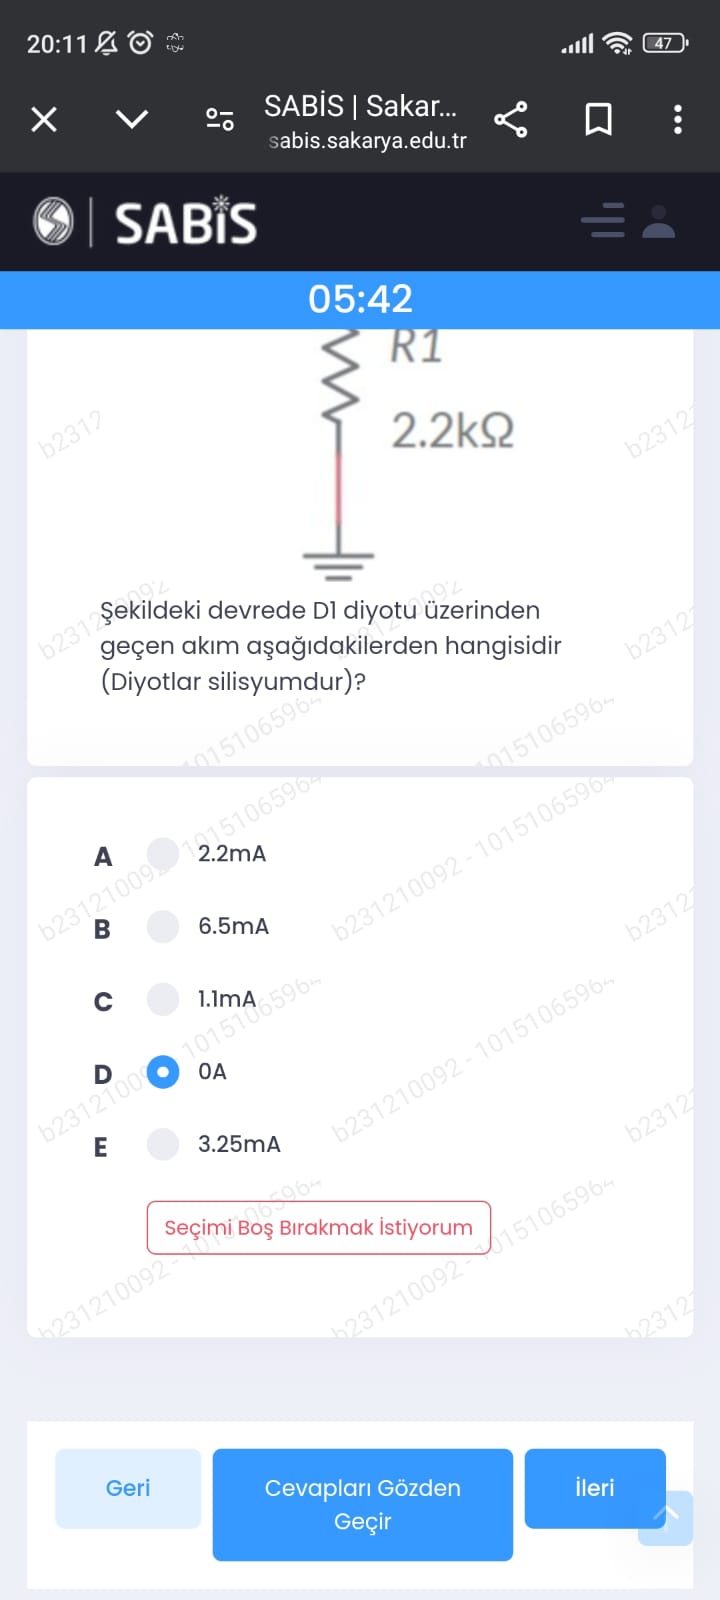 20:11 47
SABİS | Sakar...
sabis.sakarya.edu.tr
SABİS
05:42
R1
2.2kΩ
Şekildeki devrede D1 diyotu üzerinden
geçen akım aşağıdakilerden hangisidir
(Diyotlar silisyumdur)?
A 2.2mA
B 6.5mA
C 1.1mA
D 0A
E 3.25mA
Seçimi Boş Bırakmak İstiyorum
b231210092 - 10151065964
Geri
Cevapları Gözden
Geçir
İleri